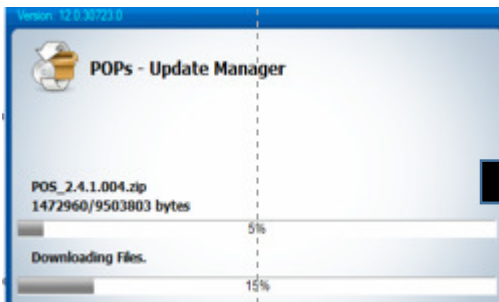 Version 12.0.30723.0
POPs - Update Manager
POS_2.4.1.004.zip
1472960/9503803 bytes
5%
Downloading Files.
15%